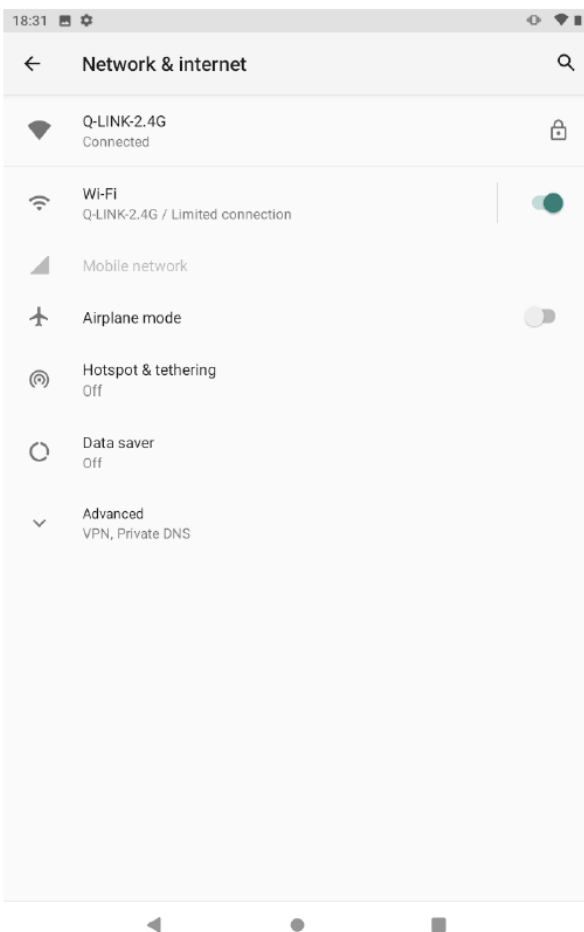 18:31
Network & internet
Q-LINK-2.4G
Connected
Wi-Fi
Q-LINK-2.4G / Limited connection
Mobile network
Airplane mode
Hotspot & tethering
Off
Data saver
Off
Advanced
VPN, Private DNS